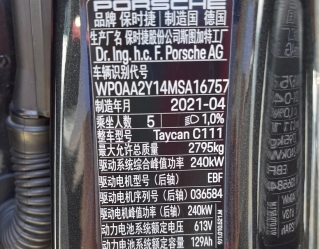 PORSCHE
品牌 保时捷 制造国 德国
生产厂名 保时捷股份公司斯图加特工厂
Dr. Ing. h.c. F. Porsche AG
车辆识别代号
WP0AA2Y14MSA16757
制造年月 2021-04
乘坐人数 5 1,0%
整车型号 Taycan C111
最大允许总质量 2795kg
驱动系统综合峰值功率 240kW
驱动电机型号（后轴） EBF
驱动电机序列号（后轴） 036584
驱动电机峰值功率（后轴） 240kW
动力电池系统额定电压 613V
动力电池系统额定容量 129Ah